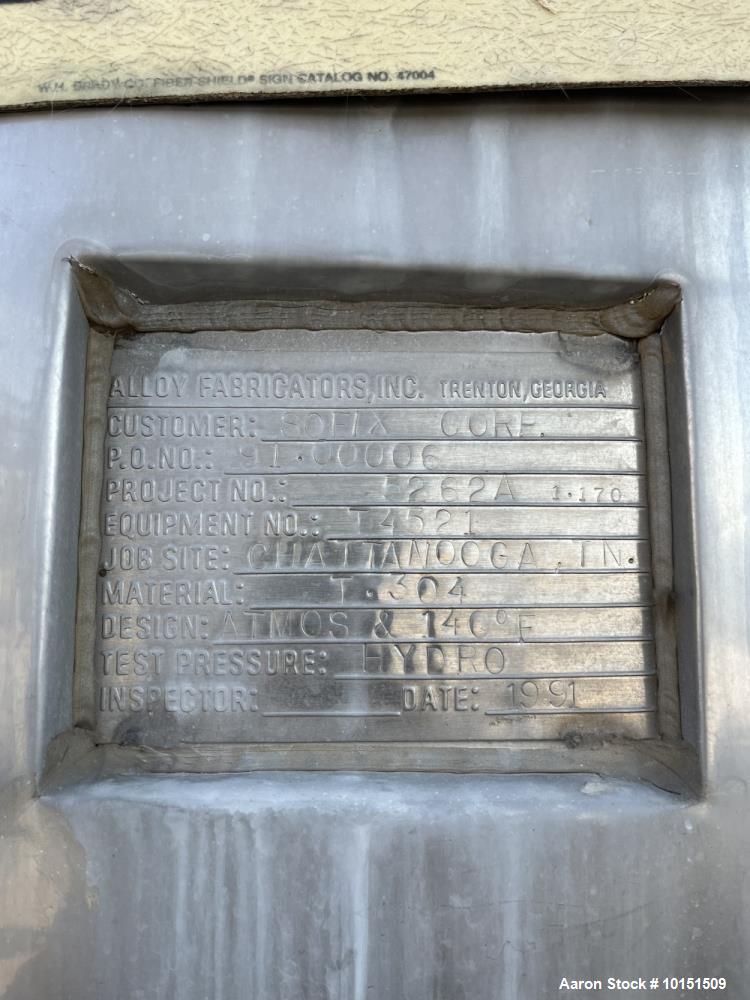 W.H. BRADY CO. FIBER-SHIELD® SIGN CATALOG NO. 47004
ALLOY FABRICATORS, INC. TRENTON, GEORGIA
CUSTOMER: SOFIX CORP.
P.O.NO.: 91·00006
PROJECT NO.: 5262A 1·170
EQUIPMENT NO.: T4521
JOB SITE: CHATTANOOGA, TN.
MATERIAL: T·304
DESIGN: ATMOS & 140°F
TEST PRESSURE: HYDRO
INSPECTOR: DATE: 1991
Aaron Stock # 10151509